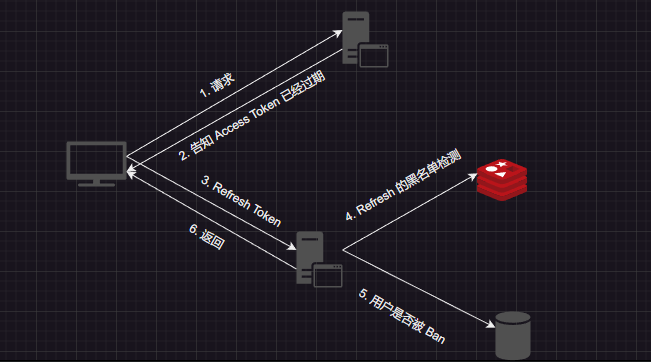 1. 请求
2. 告知 Access Token 已经过期
3. Refresh Token
4. Refresh 的黑名单检测
5. 用户是否被 Ban
6. 返回